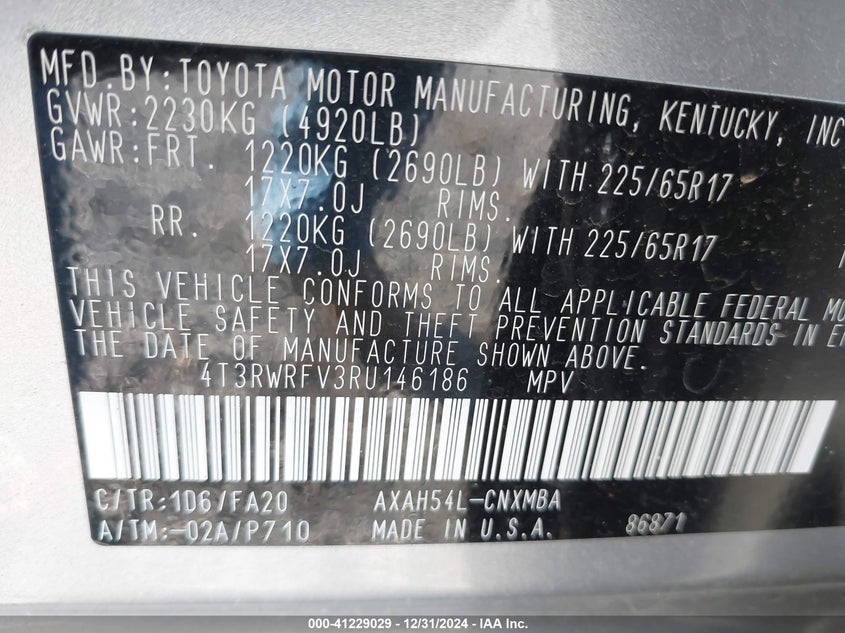 MFD. BY: TOYOTA MOTOR MANUFACTURING, KENTUCKY, INC
GVWR: 2230KG (4920LB)
GAWR: FRT. 1220KG (2690LB) WITH 225/65R17
17X7.0J RIMS.
RR. 1220KG (2690LB) WITH 225/65R17
17X7.0J RIMS.
THIS VEHICLE CONFORMS TO ALL APPLICABLE FEDERAL
VEHICLE SAFETY AND THEFT PREVENTION STANDARDS IN
THE DATE OF MANUFACTURE SHOWN ABOVE.
4T3RWRFV3RU146186 MPV
C/TR: 1D6/FA20 AXAH54L-CNXMBA
A/TM: -02A/P710 MADE IN U.S.A. 86871
000-41229029 - 12/31/2024 - IAA Inc.